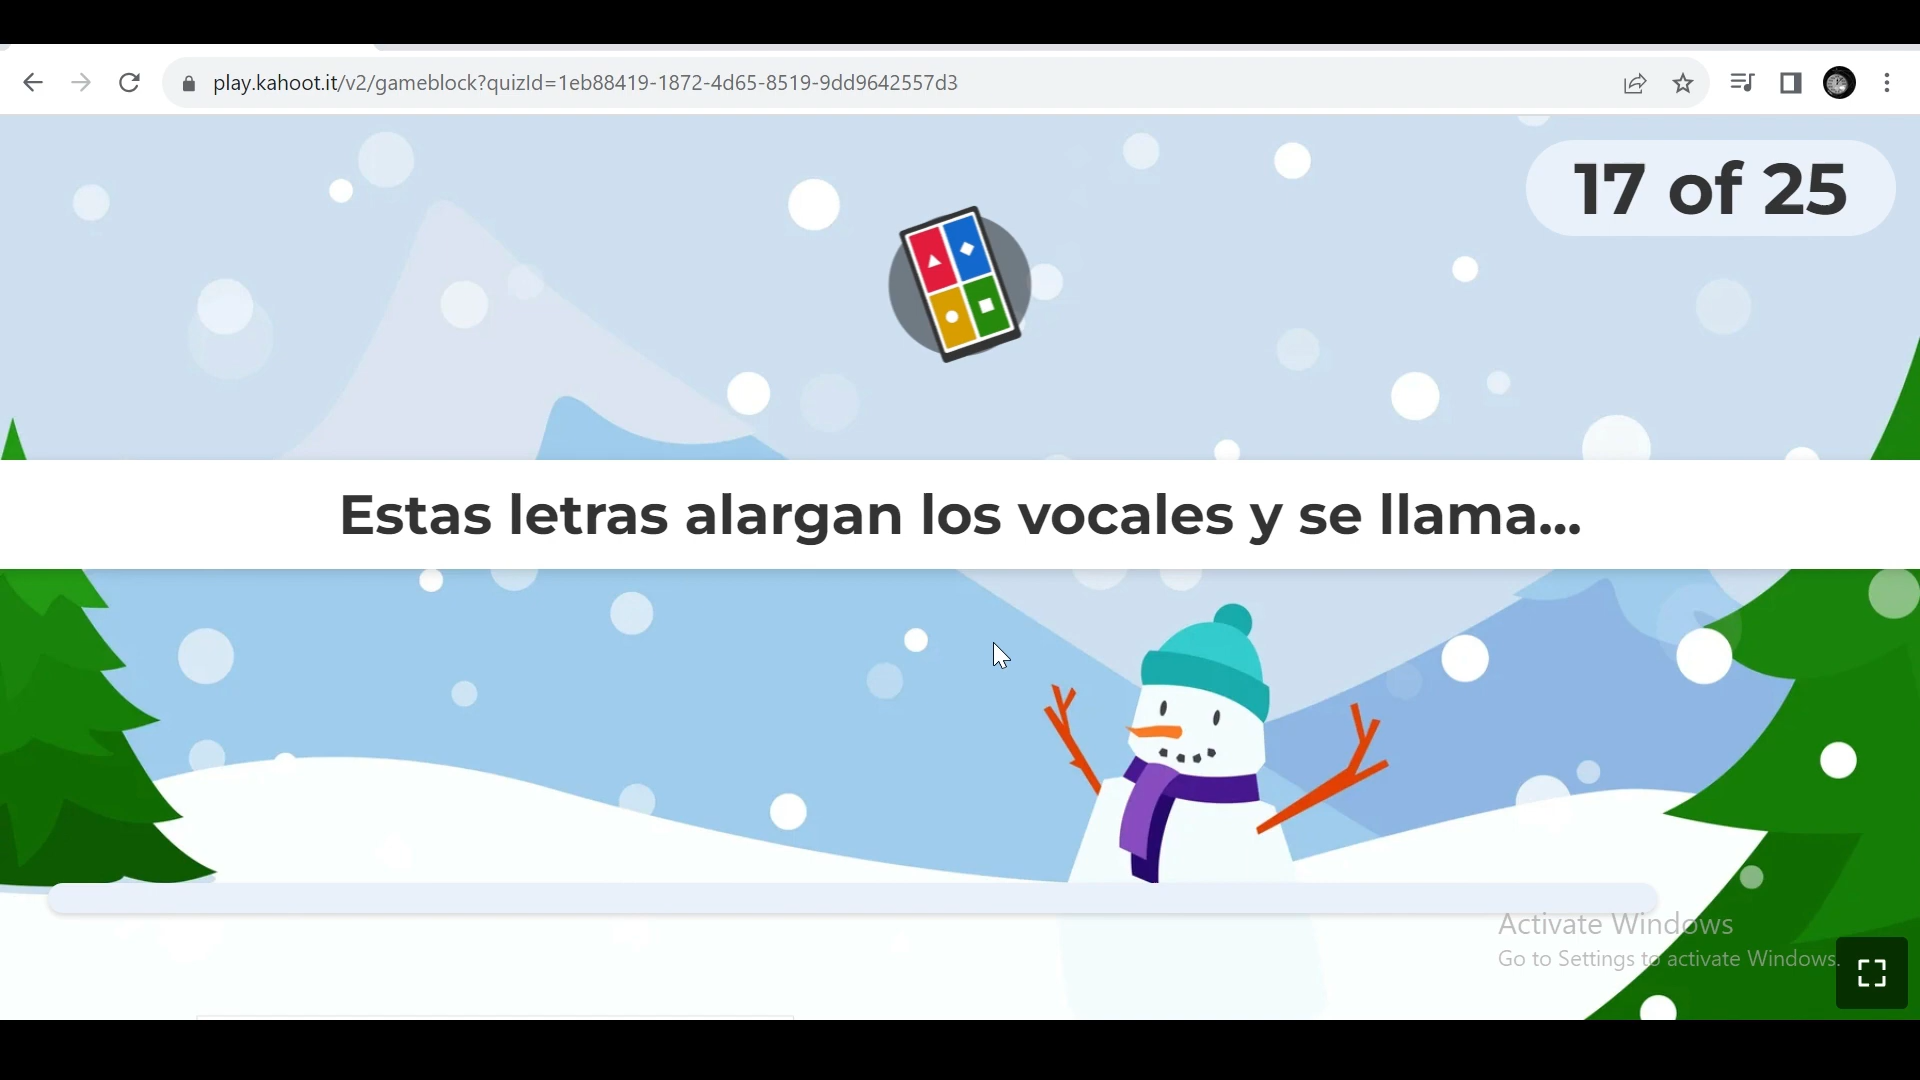 play.kahoot.it/v2/gameblock?quizId=1eb88419-1872-4d65-8519-9dd9642557d3
17 of 25
Estas letras alargan los vocales y se llama...
Activate Windows
Go to Settings to activate Windows.